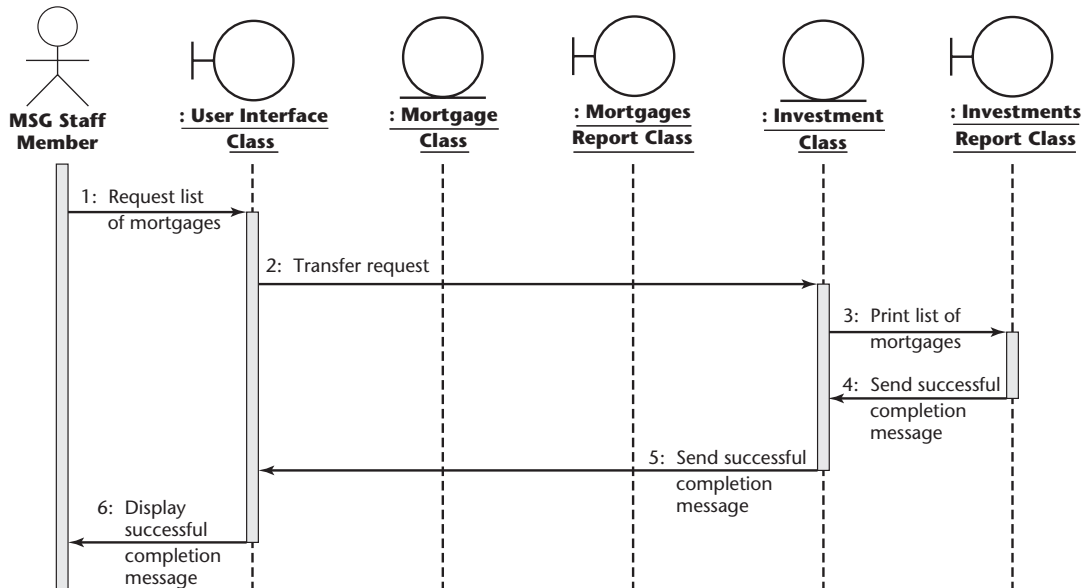 MSG Staff
Member
: User Interface
Class
: Mortgage
Class
: Mortgages
Report Class
: Investment
Class
: Investments
Report Class
1: Request list
of mortgages
2: Transfer request
3: Print list of
mortgages
4: Send successful
completion
message
5: Send successful
completion
message
6: Display
successful
completion
message